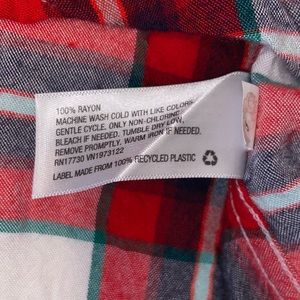 100% RAYON
MACHINE WASH COLD WITH LIKE COLORS,
GENTLE CYCLE. ONLY NON-CHLORINE
BLEACH IF NEEDED. TUMBLE DRY LOW,
REMOVE PROMPTLY. WARM IRON IF NEEDED.
RN17730 VN1973122
LABEL MADE FROM 100% RECYCLED PLASTIC